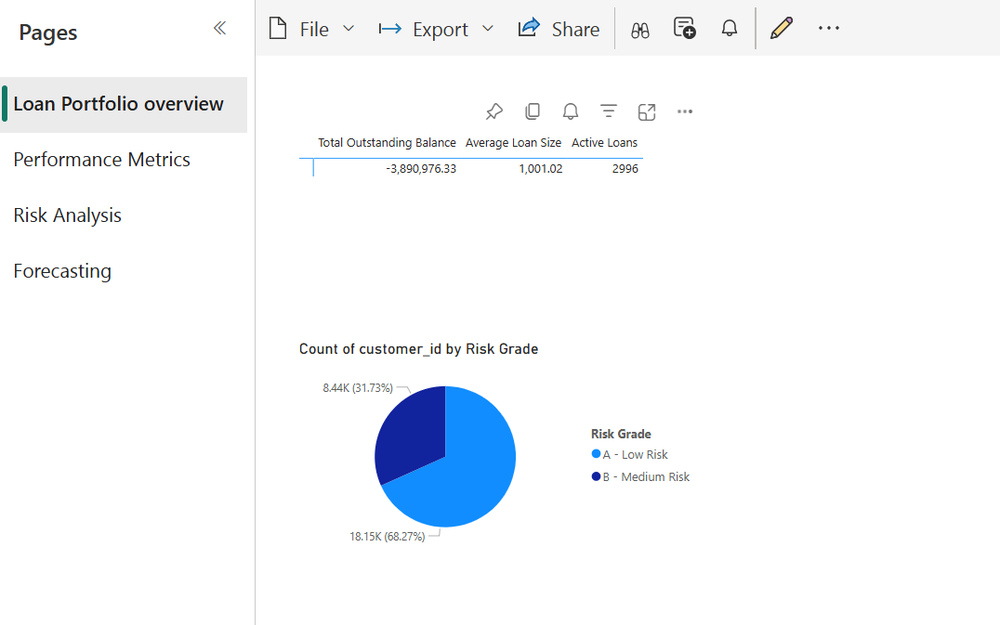 Pages
File
Export
Share
Loan Portfolio overview
Performance Metrics
Risk Analysis
Forecasting
Total Outstanding Balance Average Loan Size Active Loans
-3,890,976.33 1,001.02 2996
Count of customer_id by Risk Grade
8.44K (31.73%)
18.15K (68.27%)
Risk Grade
A - Low Risk
B - Medium Risk